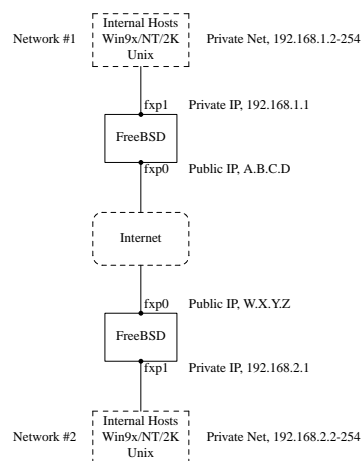 Network #1
Internal Hosts
Win9x/NT/2K
Unix
Private Net, 192.168.1.2-254
fxp1
Private IP, 192.168.1.1
FreeBSD
fxp0
Public IP, A.B.C.D
Internet
fxp0
Public IP, W.X.Y.Z
FreeBSD
fxp1
Private IP, 192.168.2.1
Network #2
Internal Hosts
Win9x/NT/2K
Unix
Private Net, 192.168.2.2-254